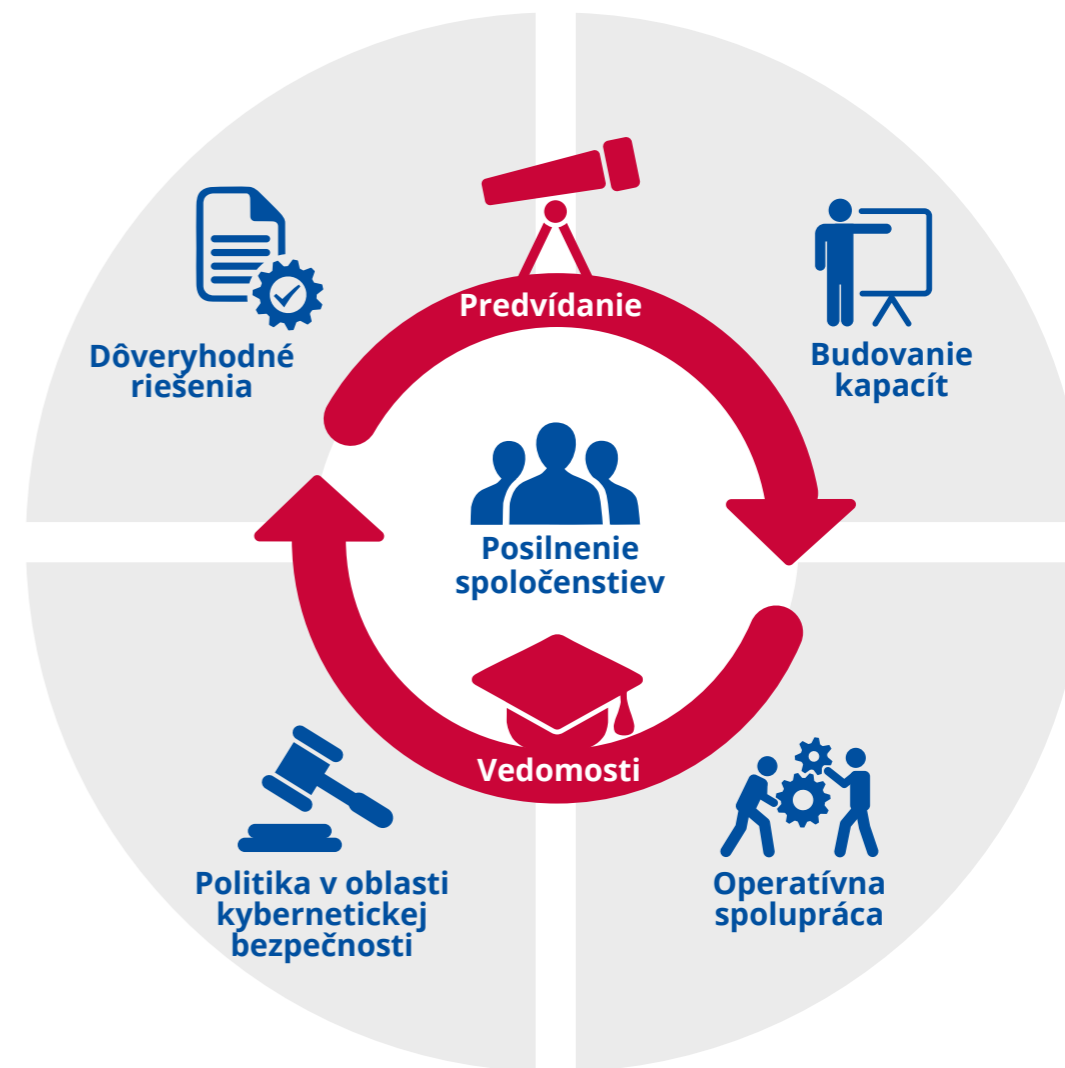 Predvídanie
Dôveryhodné
riešenia
Budovanie
kapacít
Posilnenie
spoločenstiev
Vedomosti
Politika v oblasti
kybernetickej
bezpečnosti
Operatívna
spolupráca